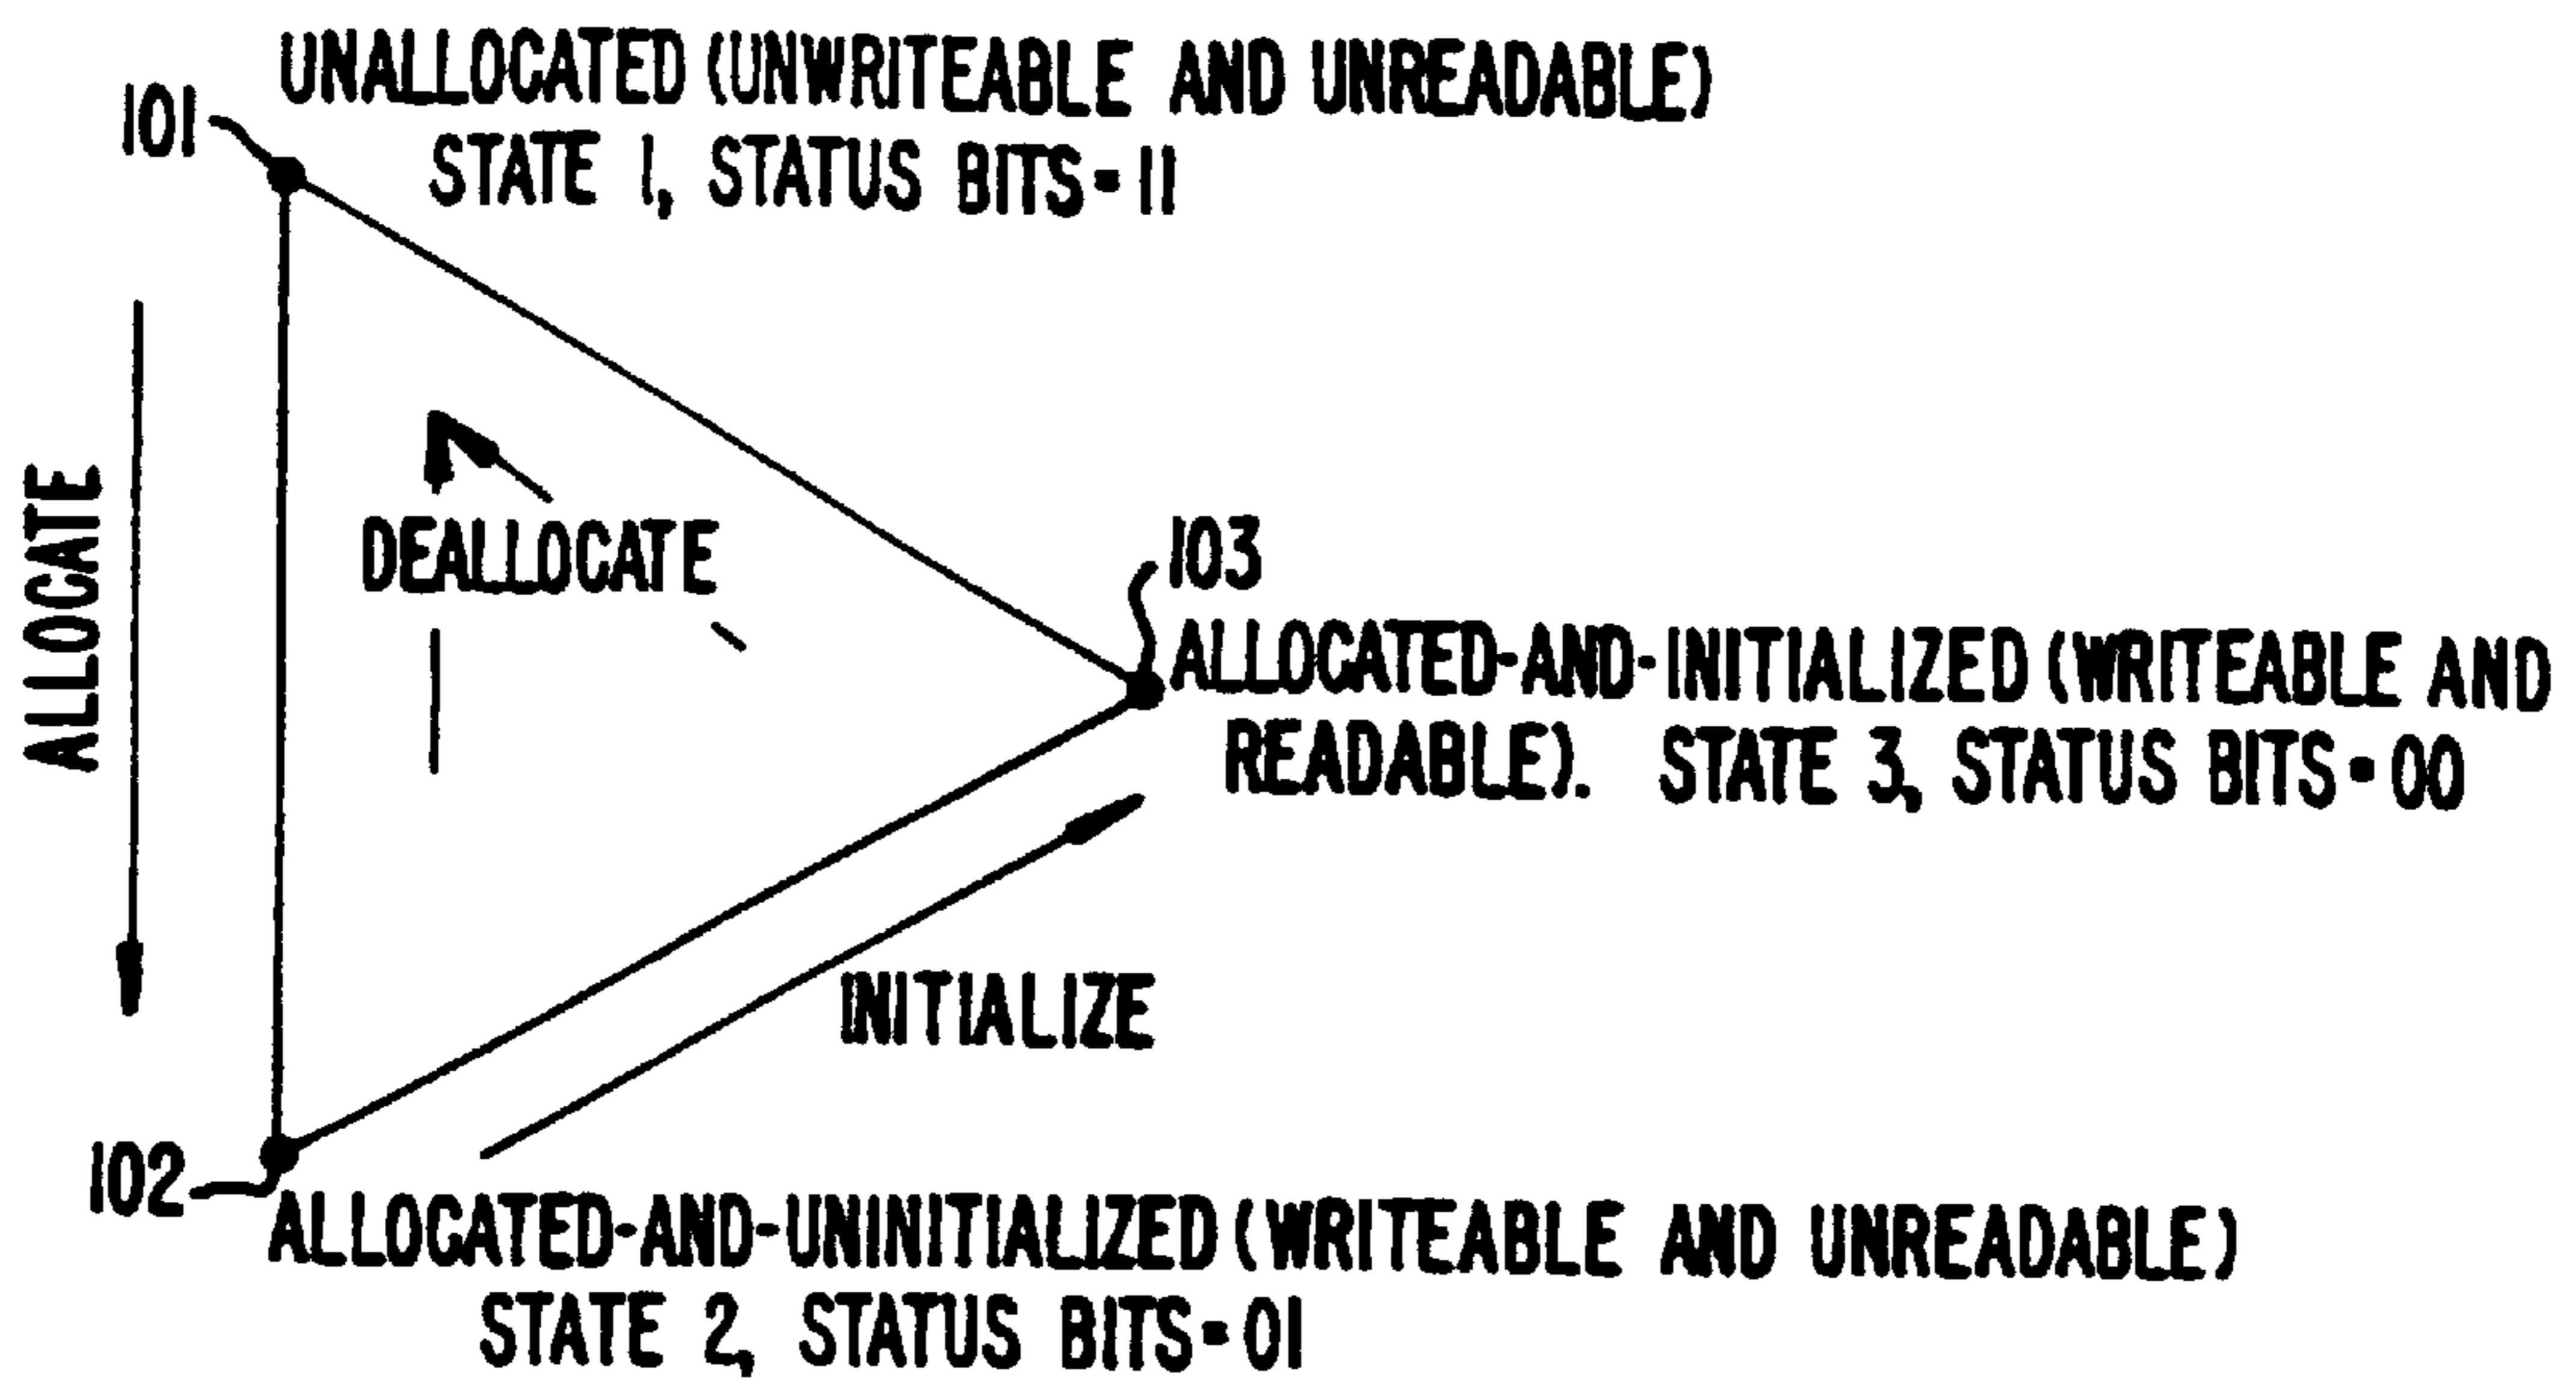 UNALLOCATED (UNWRITEABLE AND UNREADABLE)
STATE 1, STATUS BITS=11
101
ALLOCATE
DEALLOCATE
103
ALLOCATED-AND-INITIALIZED (WRITEABLE AND
READABLE). STATE 3, STATUS BITS=00
INITIALIZE
102
ALLOCATED-AND-UNINITIALIZED (WRITEABLE AND UNREADABLE)
STATE 2, STATUS BITS=01